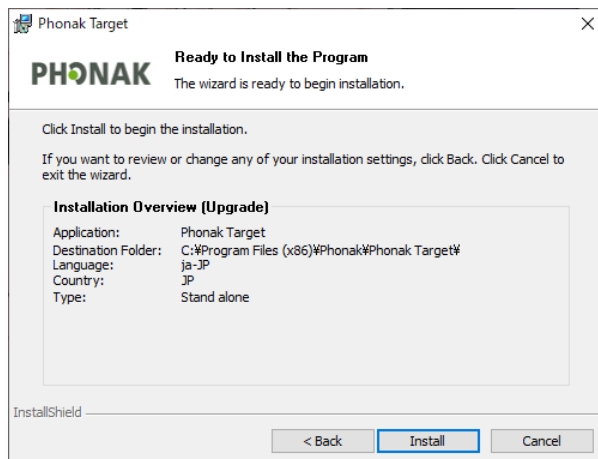 Phonak Target
PHONAK
Ready to Install the Program
The wizard is ready to begin installation.
Click Install to begin the installation.
If you want to review or change any of your installation settings, click Back. Click Cancel to
exit the wizard.
Installation Overview (Upgrade)
Application: Phonak Target
Destination Folder: C:¥Program Files (x86)¥Phonak¥Phonak Target¥
Language: ja-JP
Country: JP
Type: Stand alone
InstallShield
< Back Install Cancel